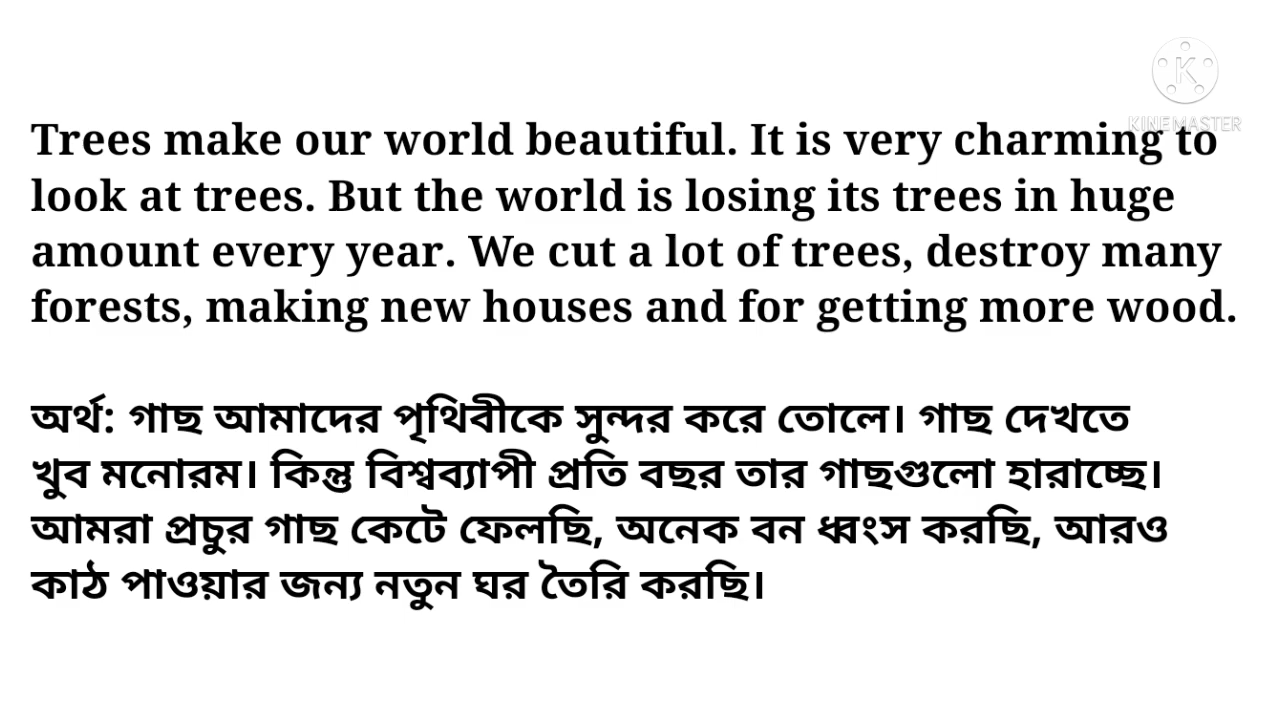 KINEMASTER
Trees make our world beautiful. It is very charming to
look at trees. But the world is losing its trees in huge
amount every year. We cut a lot of trees, destroy many
forests, making new houses and for getting more wood.
অর্থ: গাছ আমাদের পৃথিবীকে সুন্দর করে তোলে। গাছ দেখতে
খুব মনোরম। কিন্তু বিশ্বব্যাপী প্রতি বছর তার গাছগুলো হারাচ্ছে।
আমরা প্রচুর গাছ কেটে ফেলছি, অনেক বন ধ্বংস করছি, আরও
কাঠ পাওয়ার জন্য নতুন ঘর তৈরি করছি।